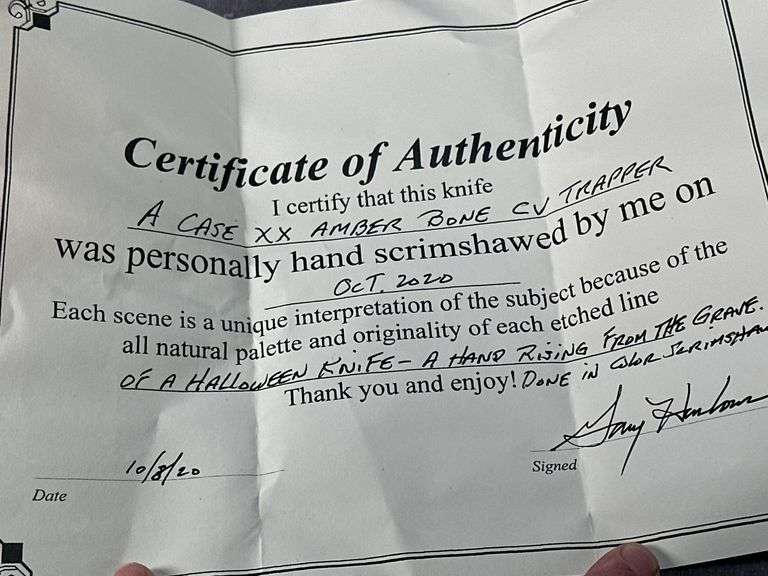 Certificate of Authenticity
I certify that this knife
A CASE XX AMBER BONE CV TRAPPER
was personally hand scrimshawed by me on
OCT. 2020
Each scene is a unique interpretation of the subject because of the
all natural palette and originality of each etched line
OF A HALLOWEEN KNIFE - A HAND RISING FROM THE GRAVE.
Thank you and enjoy! DONE IN COLOR SCRIMSHAW
10/8/20
Date
Signed